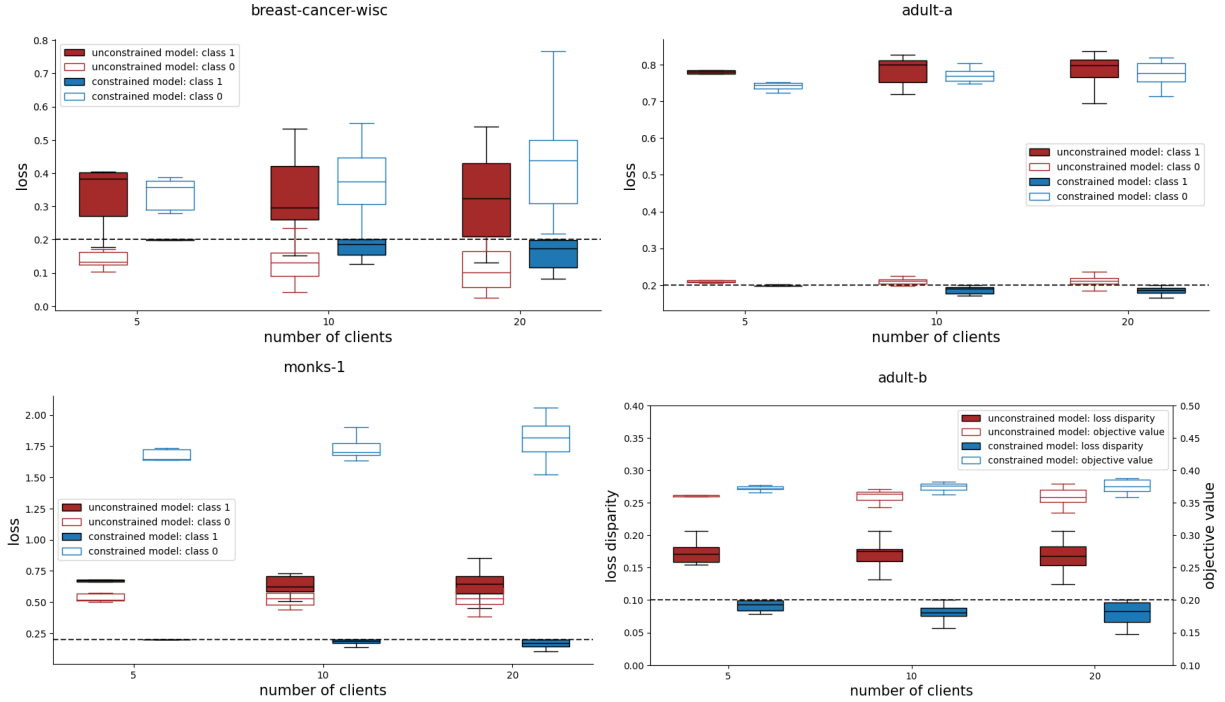 breast-cancer-wisc
0.8
0.7
0.6
0.5
0.4
0.3
0.2
0.1
0.0
loss
unconstrained model: class 1
unconstrained model: class 0
constrained model: class 1
constrained model: class 0
5
10
20
number of clients
adult-a
0.8
0.7
0.6
0.5
0.4
0.3
0.2
loss
unconstrained model: class 1
unconstrained model: class 0
constrained model: class 1
constrained model: class 0
5
10
20
number of clients
monks-1
2.00
1.75
1.50
1.25
1.00
0.75
0.50
0.25
loss
unconstrained model: class 1
unconstrained model: class 0
constrained model: class 1
constrained model: class 0
5
10
20
number of clients
adult-b
0.40
0.35
0.30
0.25
0.20
0.15
0.10
0.05
0.00
loss disparity
unconstrained model: loss disparity
unconstrained model: objective value
constrained model: loss disparity
constrained model: objective value
0.50
0.45
0.40
0.35
0.30
0.25
0.20
0.15
0.10
objective value
5
10
20
number of clients